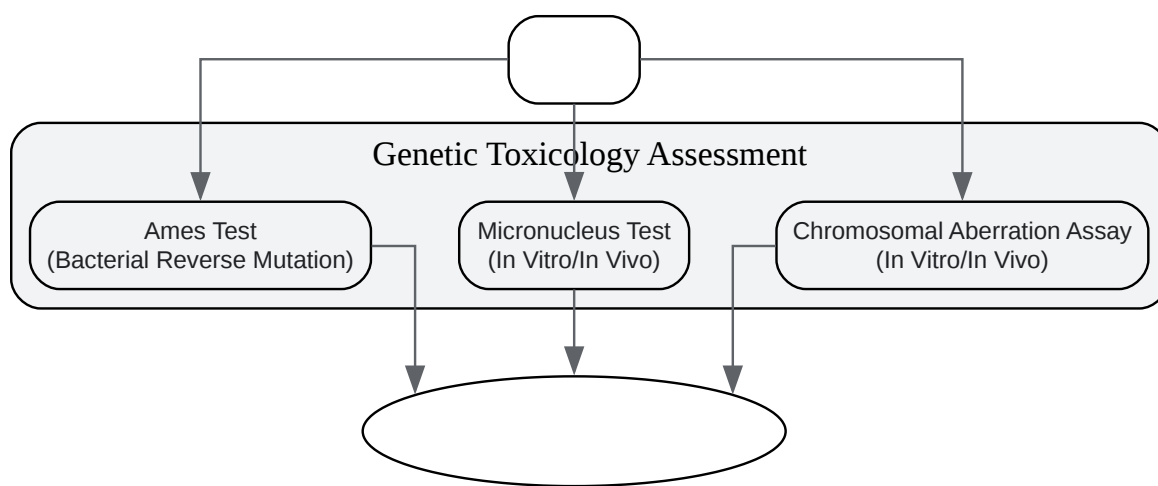 Genetic Toxicology Assessment
Ames Test
(Bacterial Reverse Mutation)
Micronucleus Test
(In Vitro/In Vivo)
Chromosomal Aberration Assay
(In Vitro/In Vivo)